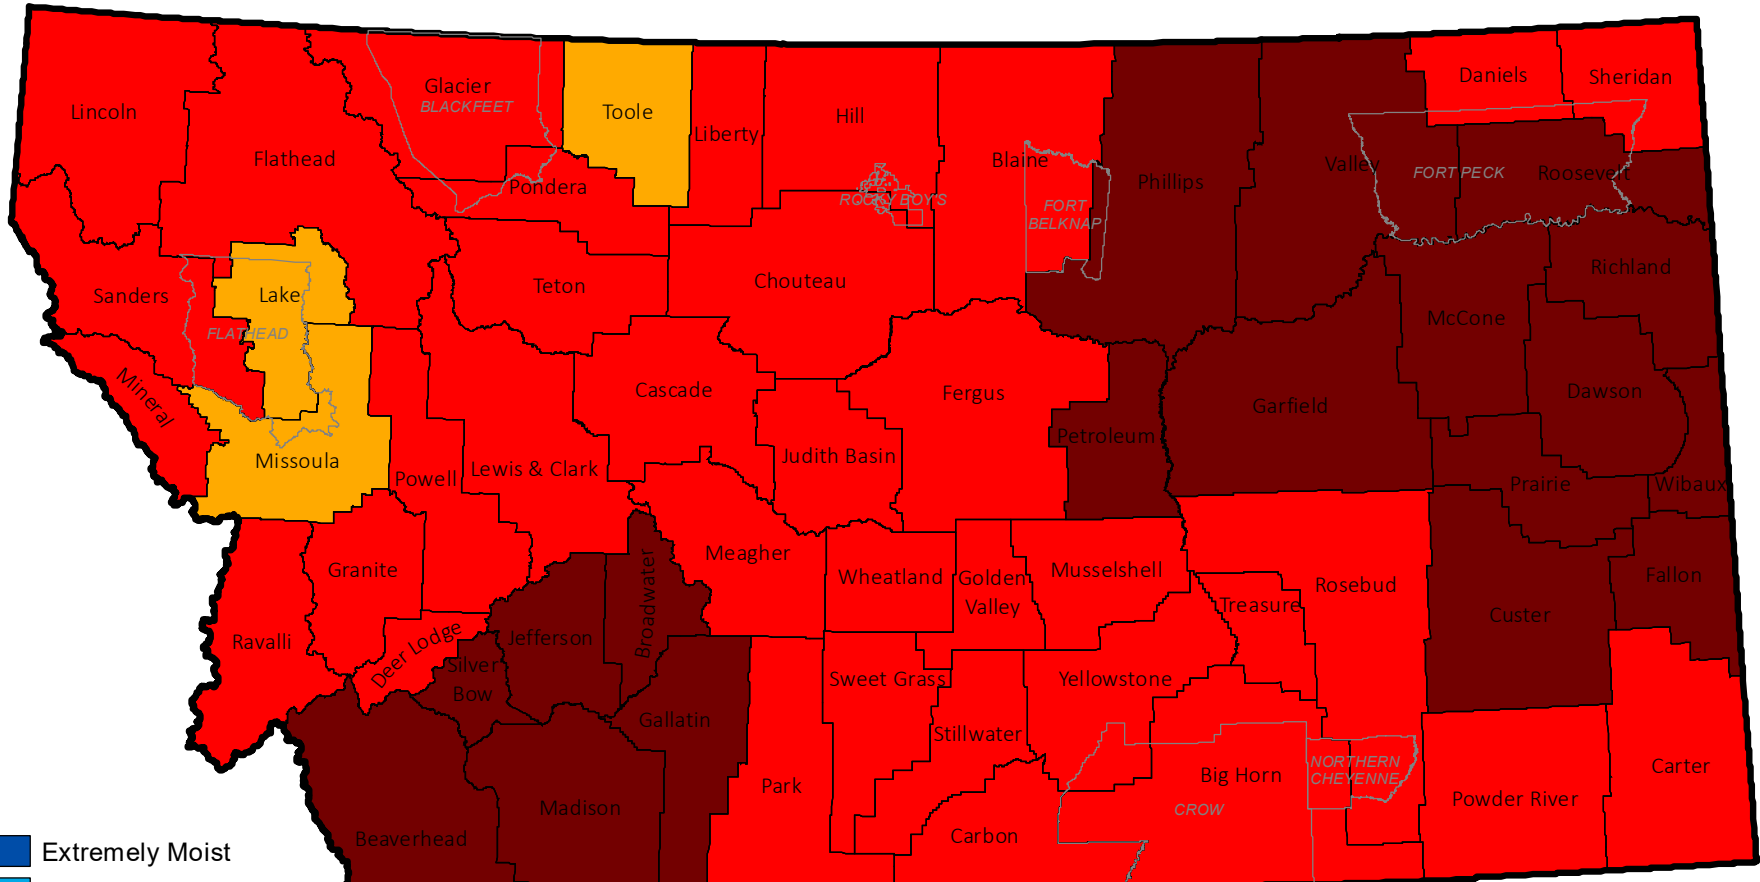 Daniels
Sheridan
Glacier
BLACKFEET
Lincoln
Toole
Hill
Liberty
Flathead
Blaine
Valley
FORT PECK
Roosevelt
Phillips
Pondera
ROCKY BOY'S
FORT
BELKNAP
Richland
Teton
Chouteau
Sanders
Lake
McCone
FLATHEAD
Mineral
Cascade
Fergus
Garfield
Dawson
Petroleum
Judith Basin
Missoula
Powell
Lewis & Clark
Prairie
Wibaux
Meagher
Granite
Wheatland
Golden
Valley
Musselshell
Rosebud
Fallon
Treasure
Custer
Broadwater
Jefferson
Ravalli
Deer Lodge
Silver
Bow
Sweet Grass
Yellowstone
Gallatin
Stillwater
NORTHERN
CHEYENNE
Big Horn
Carter
Park
Powder River
Madison
CROW
Beaverhead
Carbon
Extremely Moist